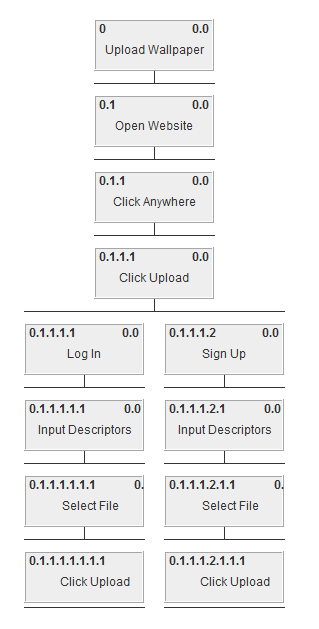 0 0.0
Upload Wallpaper
0.1 0.0
Open Website
0.1.1 0.0
Click Anywhere
0.1.1.1 0.0
Click Upload
0.1.1.1.1 0.0
Log In
0.1.1.1.2 0.0
Sign Up
0.1.1.1.1.1 0.0
Input Descriptors
0.1.1.1.2.1 0.0
Input Descriptors
0.1.1.1.1.1.1 0.
Select File
0.1.1.1.2.1.1 0.
Select File
0.1.1.1.1.1.1.1
Click Upload
0.1.1.1.2.1.1.1
Click Upload